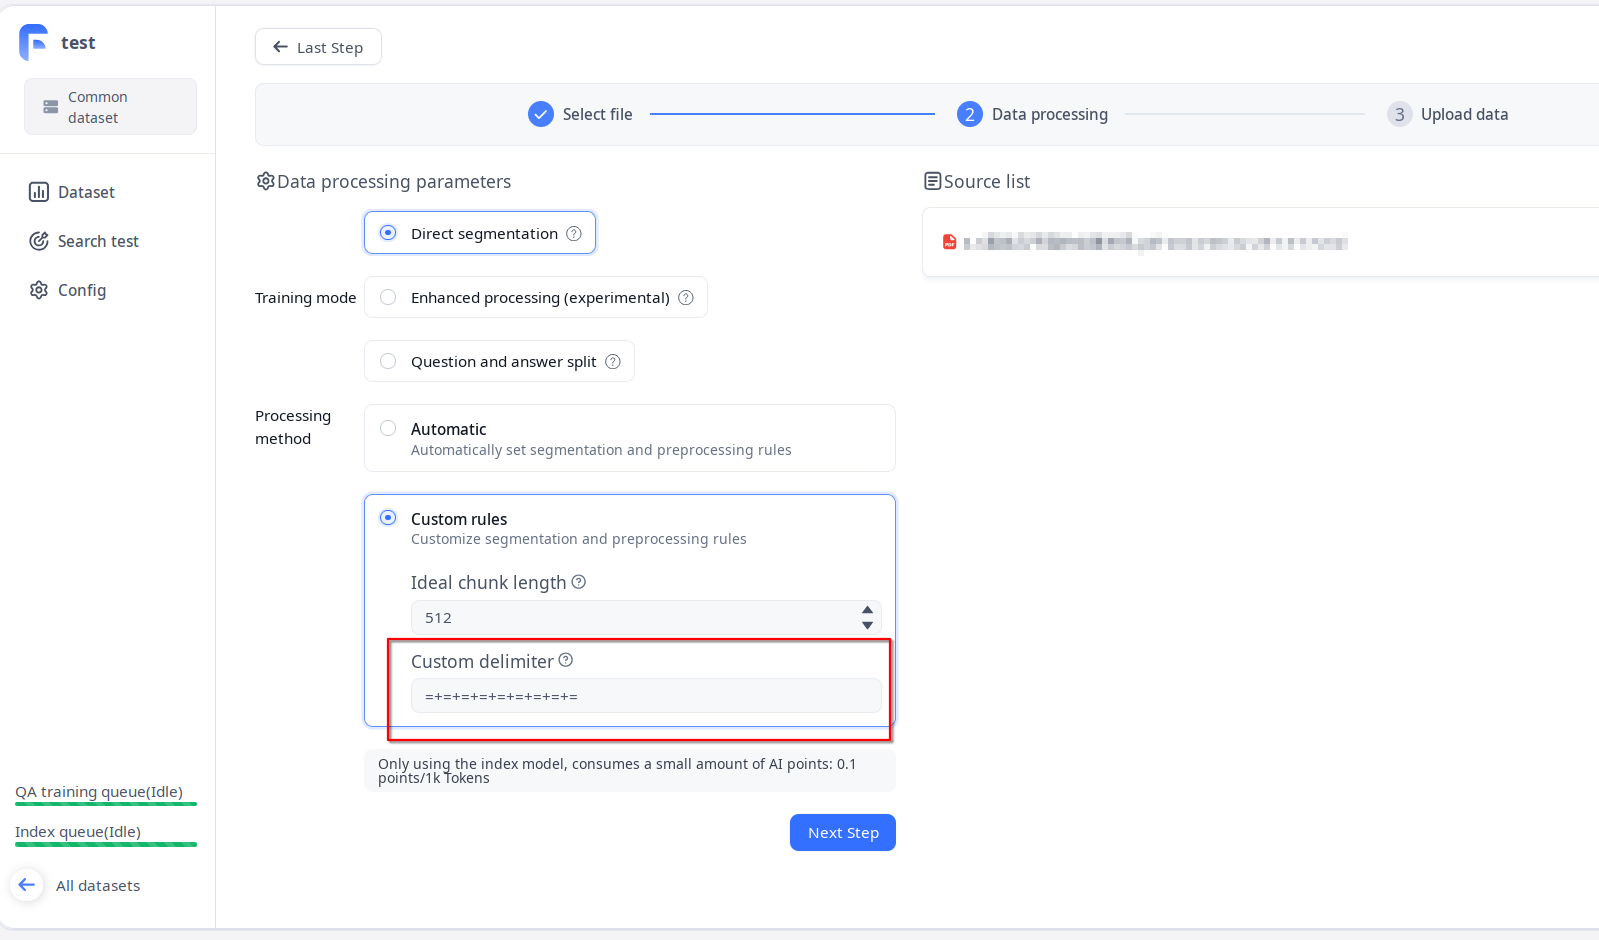 test
Common
dataset
Dataset
Search test
Config
QA training queue(Idle)
Index queue(Idle)
All datasets
Last Step
Select file
2 Data processing
3 Upload data
Data processing parameters
Direct segmentation
Training mode
Enhanced processing (experimental)
Question and answer split
Processing
method
Automatic
Automatically set segmentation and preprocessing rules
Custom rules
Customize segmentation and preprocessing rules
Ideal chunk length
512
Custom delimiter
=+=+=+=+=+=+=+=+=
Only using the index model, consumes a small amount of AI points: 0.1
points/1k Tokens
Next Step
Source list
PDF